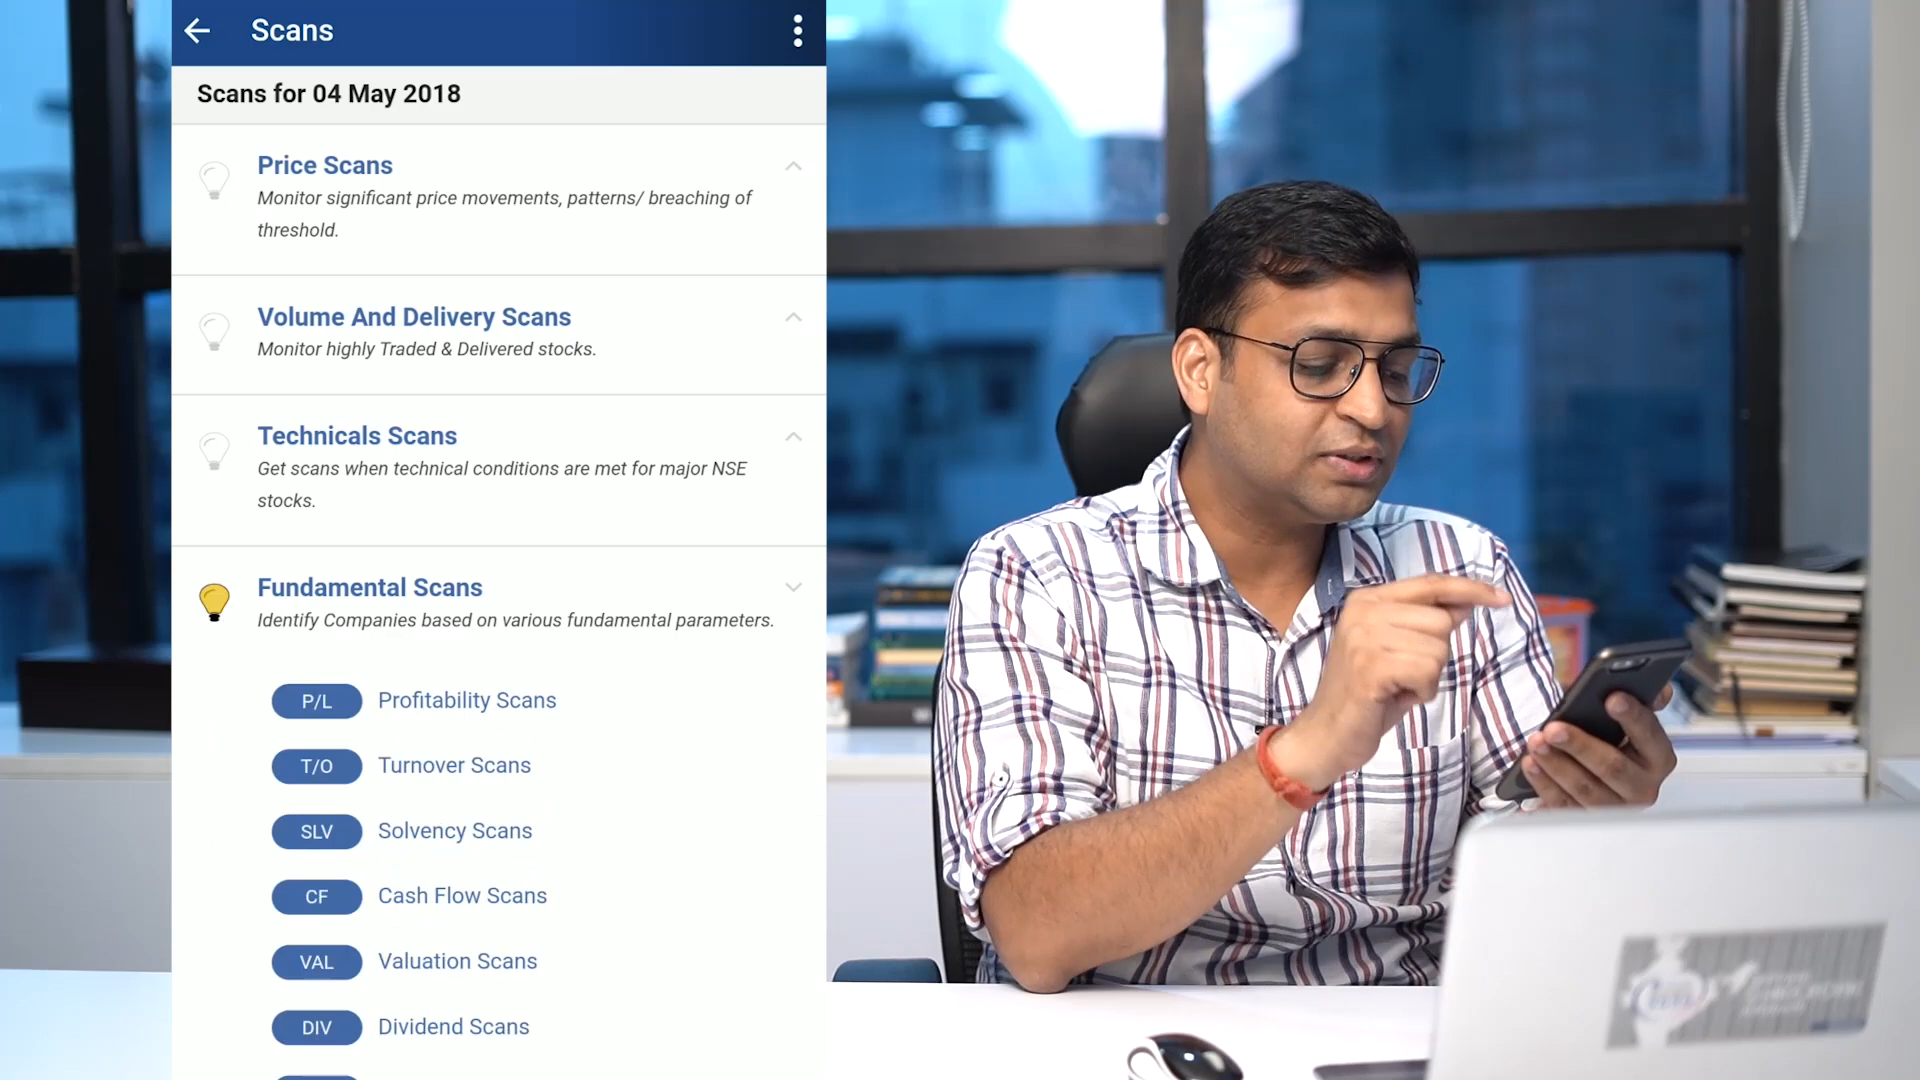 Scans
Scans for 04 May 2018
Price Scans
Monitor significant price movements, patterns/ breaching of
threshold.
Volume And Delivery Scans
Monitor highly Traded & Delivered stocks.
Technicals Scans
Get scans when technical conditions are met for major NSE
stocks.
Fundamental Scans
Identify Companies based on various fundamental parameters.
P/L Profitability Scans
T/O Turnover Scans
SLV Solvency Scans
CF Cash Flow Scans
VAL Valuation Scans
DIV Dividend Scans